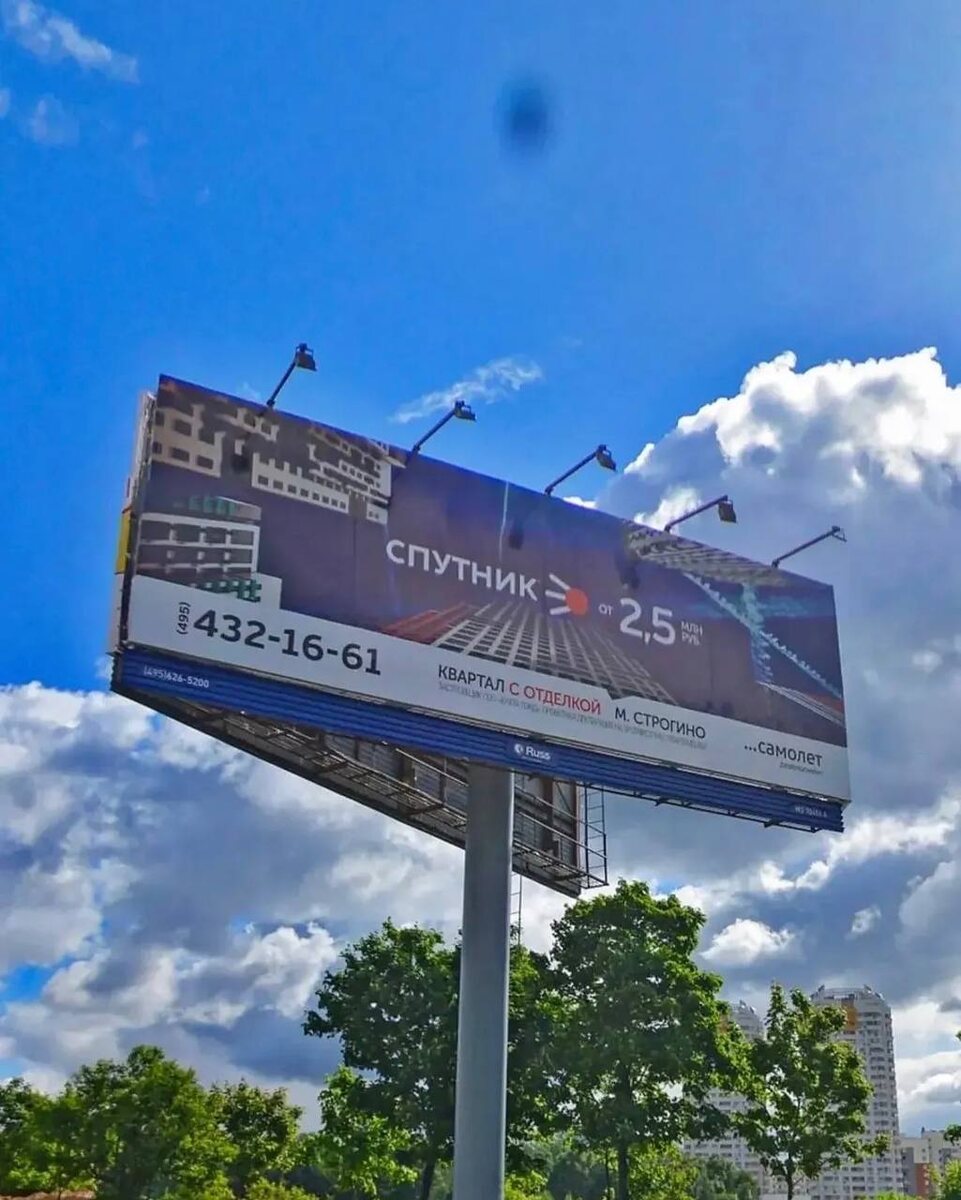 СПУТНИК от 2,5 МЛН РУБ.
(495) 432-16-61
КВАРТАЛ С ОТДЕЛКОЙ М. СТРОГИНО
...самолет
(495)626-5200
Russ